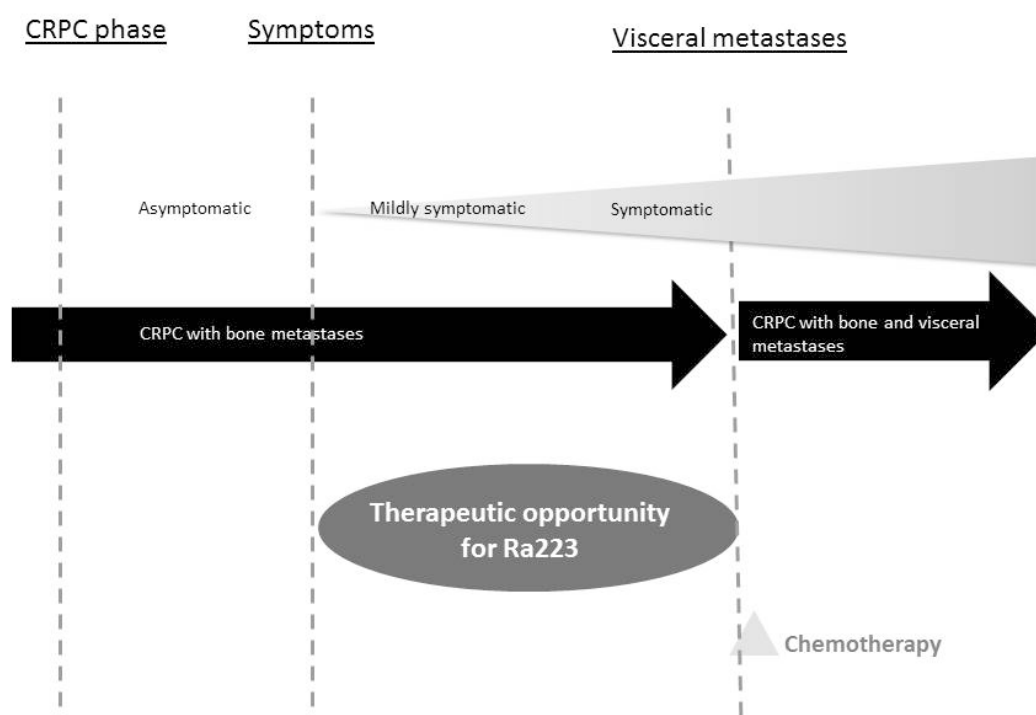 CRPC phase
Symptoms
Visceral metastases
Asymptomatic
Mildly symptomatic
Symptomatic
CRPC with bone metastases
CRPC with bone and visceral
metastases
Therapeutic opportunity
for Ra223
Chemotherapy